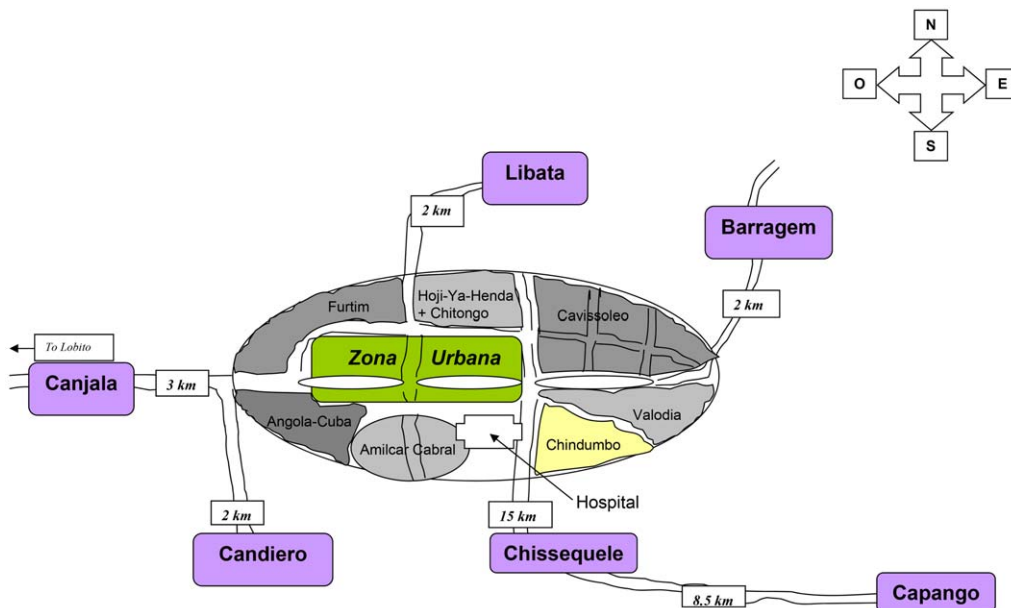 N
O
E
S
Libata
2 km
Barragem
2 km
Furtim
Hoji-Ya-Henda
+ Chitongo
Cavissoleo
To Lobito
Zona Urbana
Canjala
3 km
Angola-Cuba
Amilcar Cabral
Valodia
Chindumbo
Hospital
2 km
15 km
Candiero
Chissequele
8,5 km
Capango